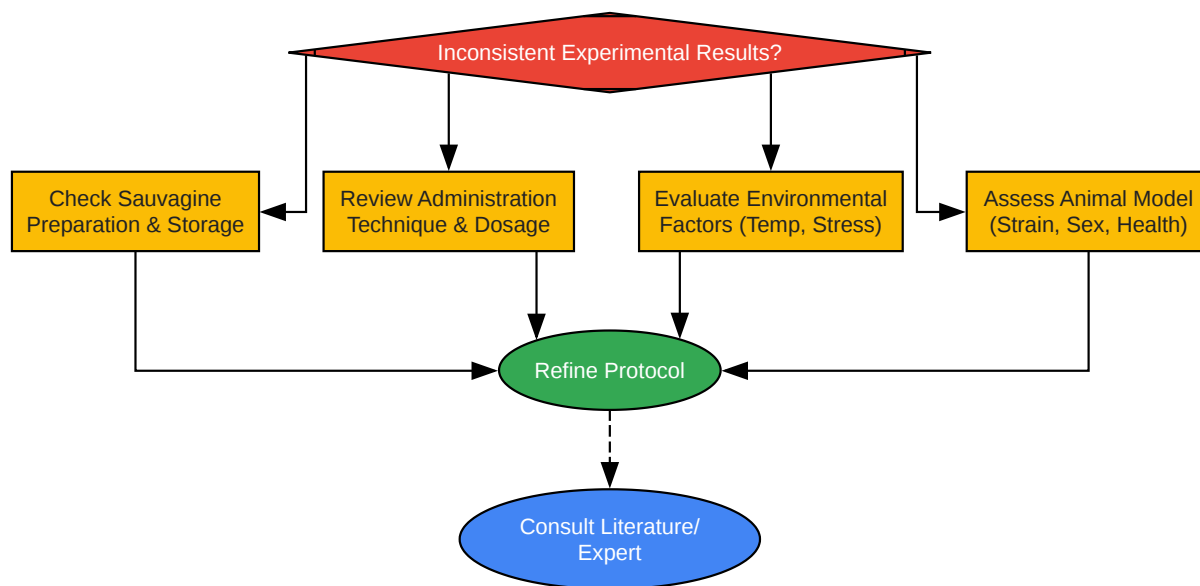 Inconsistent Experimental Results?
Check Sauvagine
Preparation & Storage
Review Administration
Technique & Dosage
Evaluate Environmental
Factors (Temp, Stress)
Assess Animal Model
(Strain, Sex, Health)
Refine Protocol
Consult Literature/
Expert